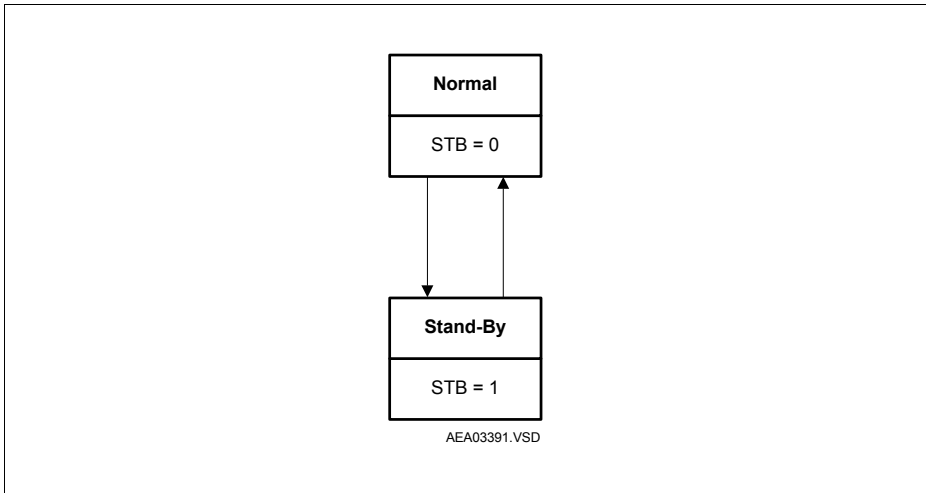 Normal
STB = 0
Stand-By
STB = 1
AEA03391.VSD